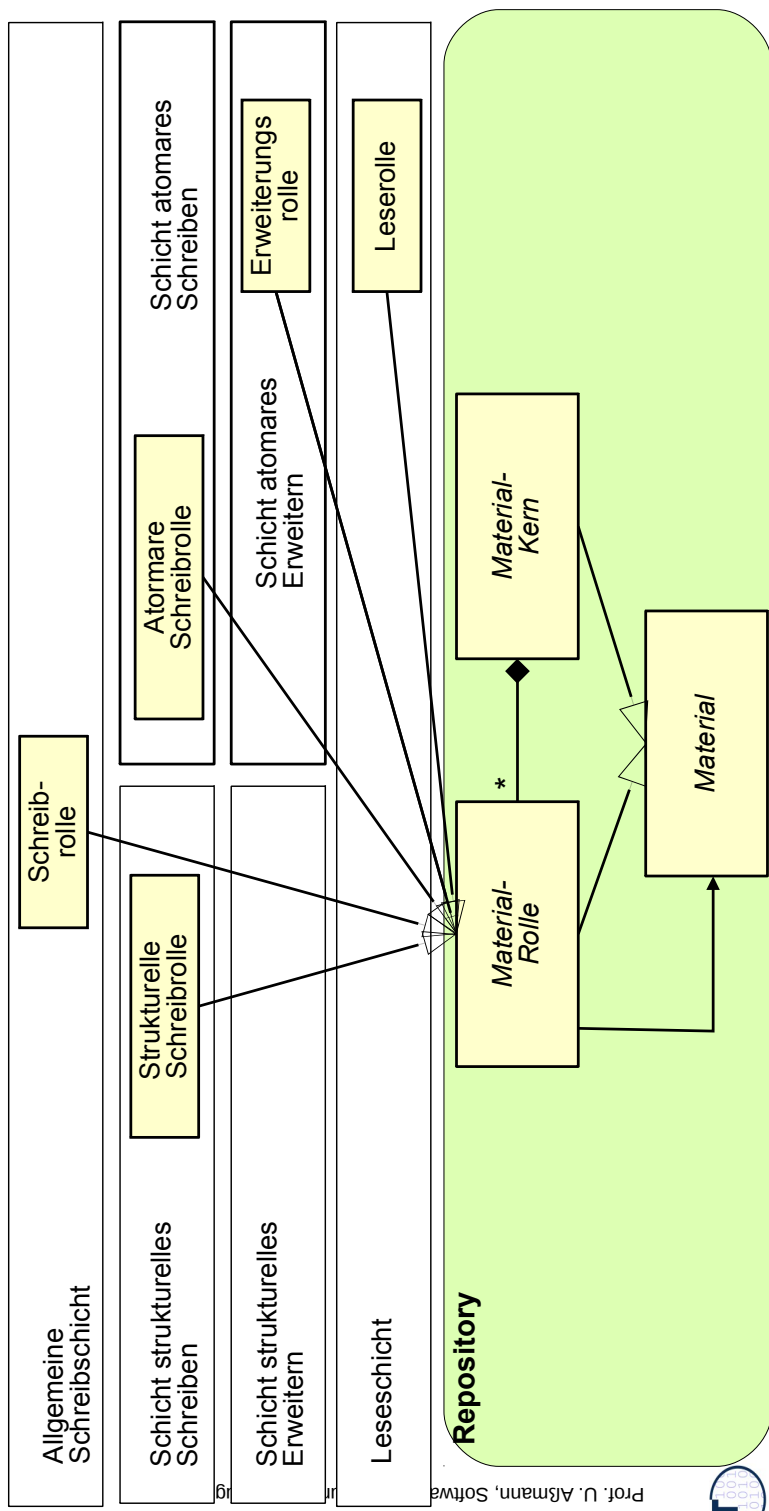 Allgemeine
Schreibschicht
Schreib-
rolle
Schicht strukturelles
Schreiben
Strukturelle
Schreibrolle
Atormare
Schreibrolle
Schicht atomares
Schreiben
Schicht strukturelles
Erweitern
Schicht atomares
Erweitern
Erweiterungs
rolle
Leseschicht
Leserolle
Repository
Material-
Rolle
*
Material-
Kern
Material
Prof. U. Aßmann, Softwa